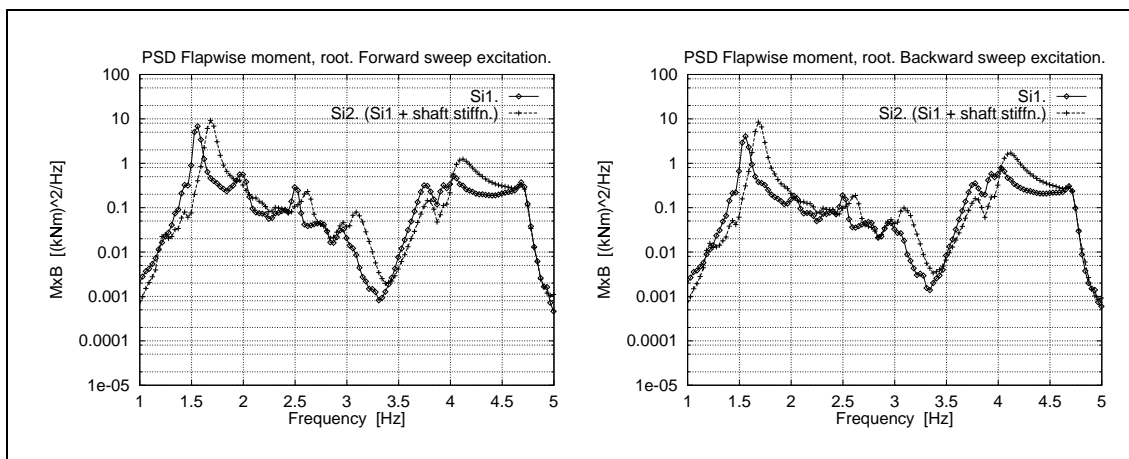 PSD Flapwise moment, root. Forward sweep excitation.
100
10
1
0.1
0.01
0.001
0.0001
1e-05
MxB [(kNm)^2/Hz]
Si1.
Si2. (Si1 + shaft stiffn.)
1 1.5 2 2.5 3 3.5 4 4.5 5
Frequency [Hz]
PSD Flapwise moment, root. Backward sweep excitation.
100
10
1
0.1
0.01
0.001
0.0001
1e-05
MxB [(kNm)^2/Hz]
Si1.
Si2. (Si1 + shaft stiffn.)
1 1.5 2 2.5 3 3.5 4 4.5 5
Frequency [Hz]